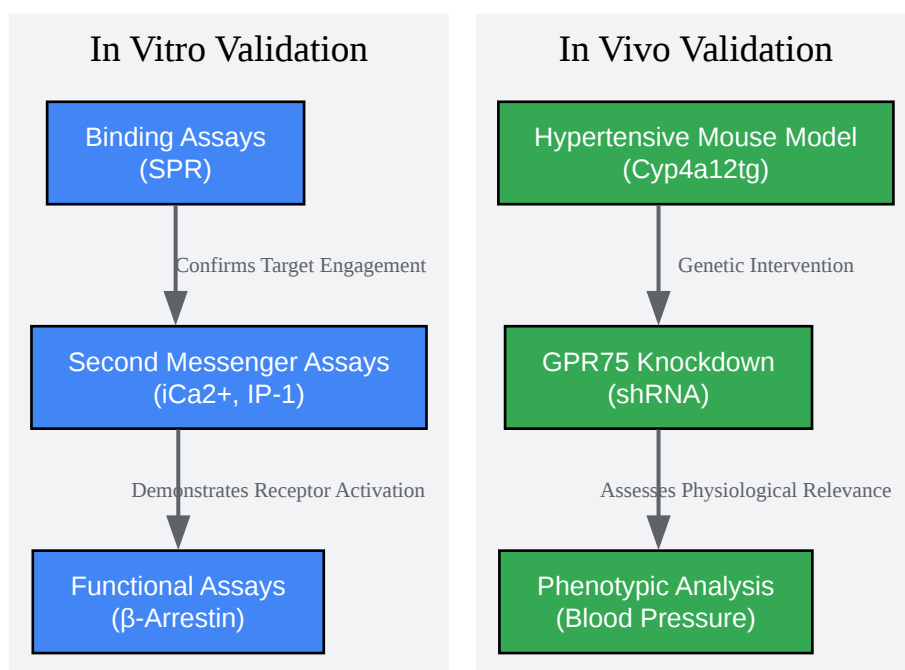 In Vitro Validation
Binding Assays
(SPR)
Confirms Target Engagement
Second Messenger Assays
(iCa2+, IP-1)
Demonstrates Receptor Activation
Functional Assays
(β-Arrestin)
In Vivo Validation
Hypertensive Mouse Model
(Cyp4a12tg)
Genetic Intervention
GPR75 Knockdown
(shRNA)
Assesses Physiological Relevance
Phenotypic Analysis
(Blood Pressure)